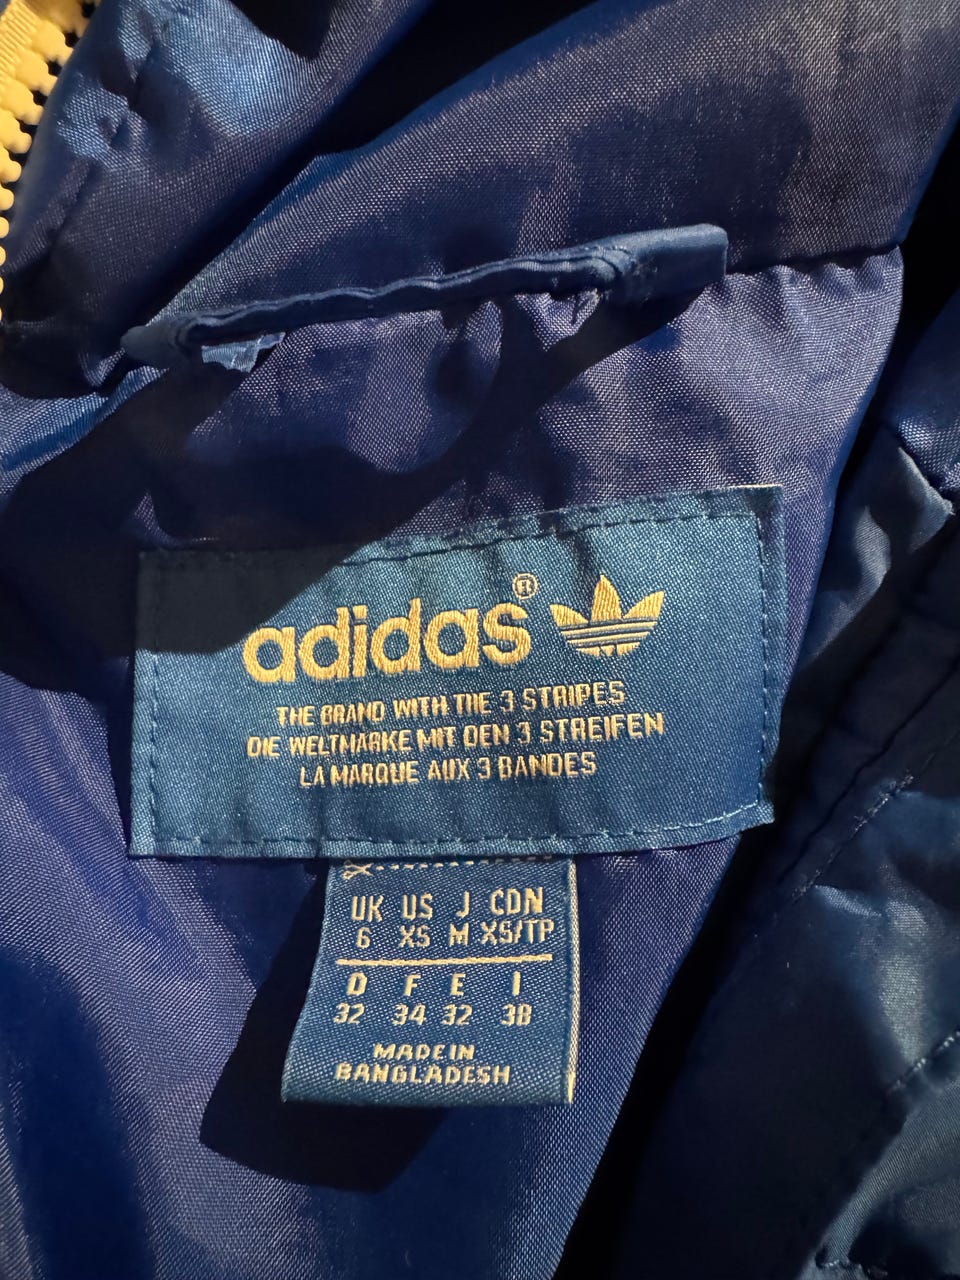 adidas®
THE BRAND WITH THE 3 STRIPES
DIE WELTMARKE MIT DEN 3 STREIFEN
LA MARQUE AUX 3 BANDES
UK US J CDN
6 XS M XS/TP
D F E I
32 34 32 38
MADE IN
BANGLADESH